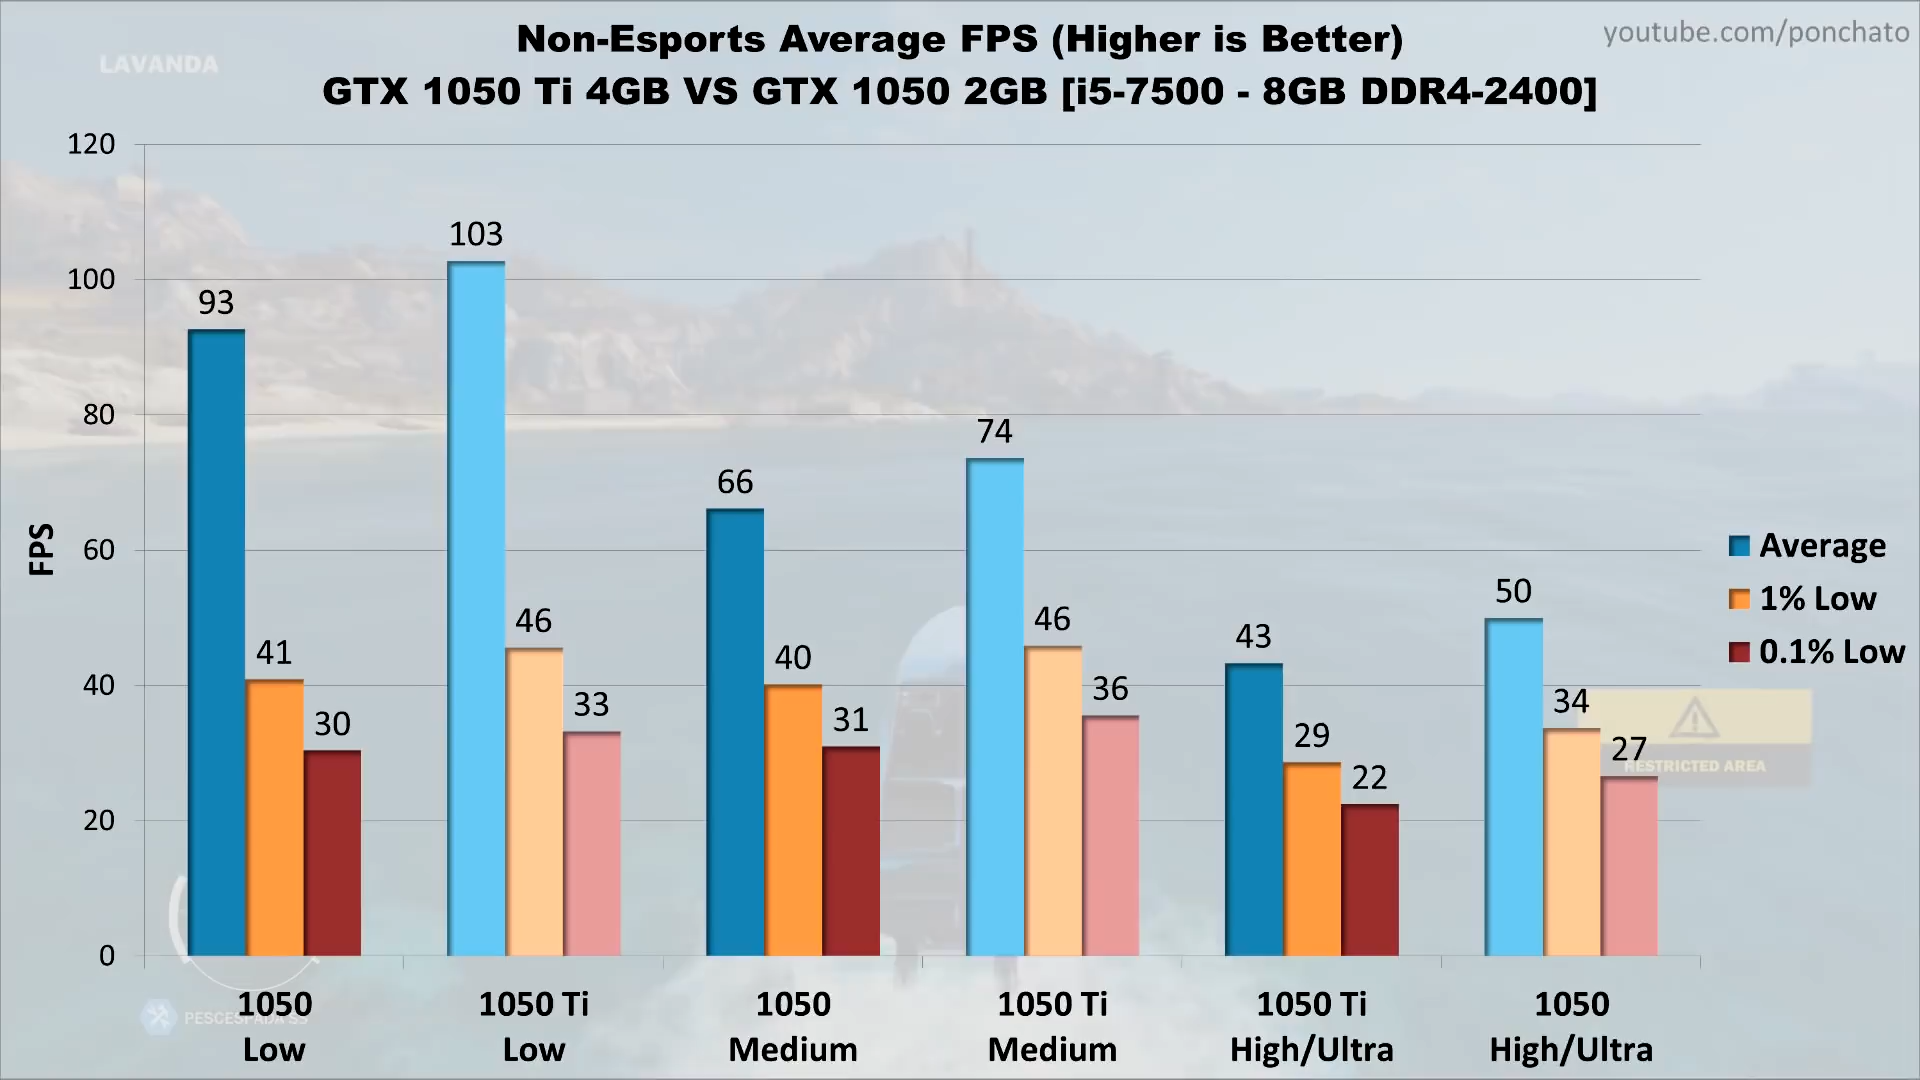 youtube.com/ponchato
LAVANDA
Non-Esports Average FPS (Higher is Better)
GTX 1050 Ti 4GB VS GTX 1050 2GB [i5-7500 - 8GB DDR4-2400]
120
100
80
60
40
20
0
FPS
93
41
30
103
46
33
66
40
31
74
46
36
43
29
22
50
34
27
RESTRICTED AREA
Average
1% Low
0.1% Low
1050
Low
1050 Ti
Low
1050
Medium
1050 Ti
Medium
1050 Ti
High/Ultra
1050
High/Ultra